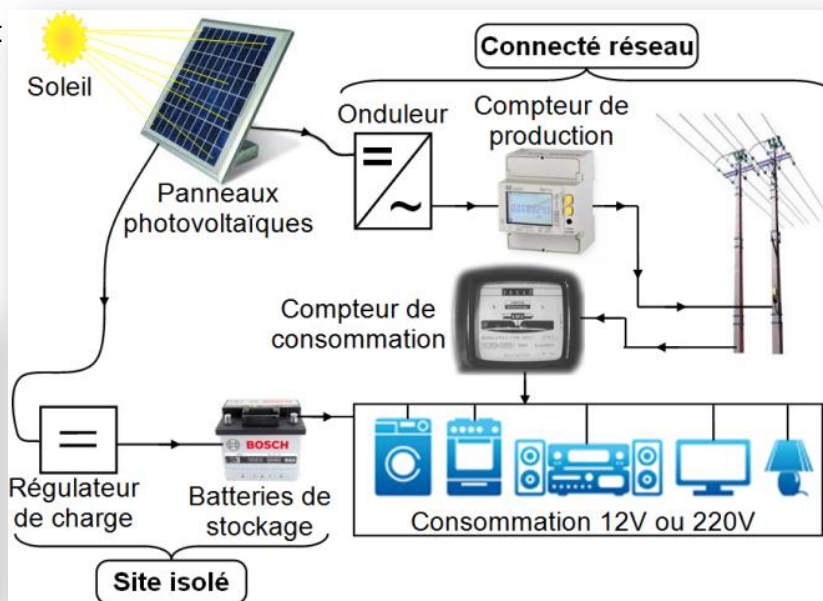 t
Connecté réseau
Soleil
Onduleur
Compteur de
production
Panneaux
photovoltaïques
Compteur de
consommation
BOSCH
Régulateur
de charge
Batteries de
stockage
Consommation 12V ou 220V
Site isolé